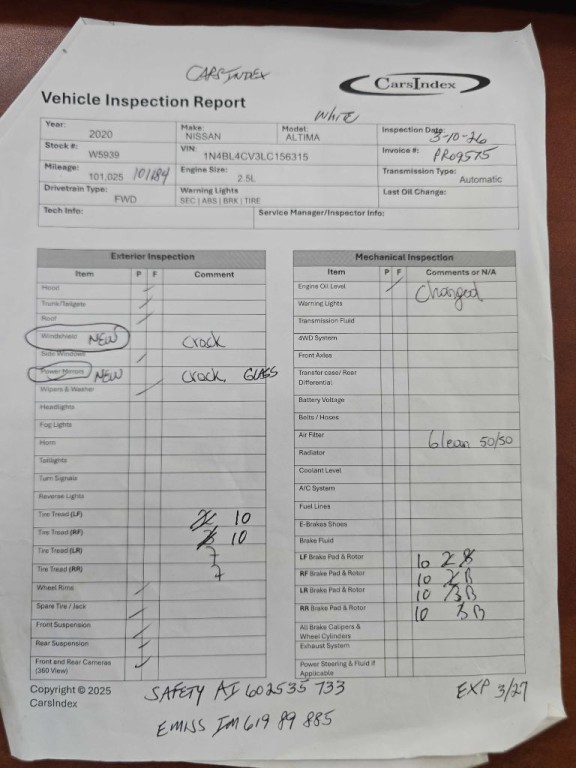 CARSINDEX
CarsIndex
Vehicle Inspection Report
White
Year: 2020 Make: NISSAN Model: ALTIMA Inspection Date: 3-10-26
Stock #: W5939 VIN: 1N4BL4CV3LC156315 Invoice #: PRO9575
Mileage: 101,025 101184 Engine Size: 2.5L Transmission Type: Automatic
Drivetrain Type: FWD Warning Lights SEC | ABS | BRK | TIRE Last Oil Change:
Tech Info: Service Manager/Inspector Info:
Exterior Inspection
Item P F Comment
Hood
Trunk/Tailgate
Roof
Windshield NEW Crack
Side Windows
Power Mirrors NEW Crack, GLASS
Wipers & Washer
Headlights
Fog Lights
Horn
Taillights
Turn Signals
Reverse Lights
Tire Tread (LF) 10
Tire Tread (RF) 10
Tire Tread (LR) 7
Tire Tread (RR) 7
Wheel Rims
Spare Tire / Jack
Front Suspension
Rear Suspension
Front and Rear Cameras
(360 View)
Mechanical Inspection
Item P F Comments or N/A
Engine Oil Level Changed
Warning Lights
Transmission Fluid
4WD System
Front Axles
Transfer case/ Rear
Differential
Battery Voltage
Belts / Hoses
Air Filter
Radiator Clean 50/50
Coolant Level
A/C System
Fuel Lines
E-Brakes Shoes
Brake Fluid
LF Brake Pad & Rotor 10
RF Brake Pad & Rotor 10 B
LR Brake Pad & Rotor 10 B
RR Brake Pad & Rotor 10 3B
All Brake Calipers &
Wheel Cylinders
Exhaust System
Power Steering & Fluid if
Applicable
Copyright © 2025
CarsIndex
SAFETY AI 602535 733 EXP 3/27
EMISS IM 619 89 885